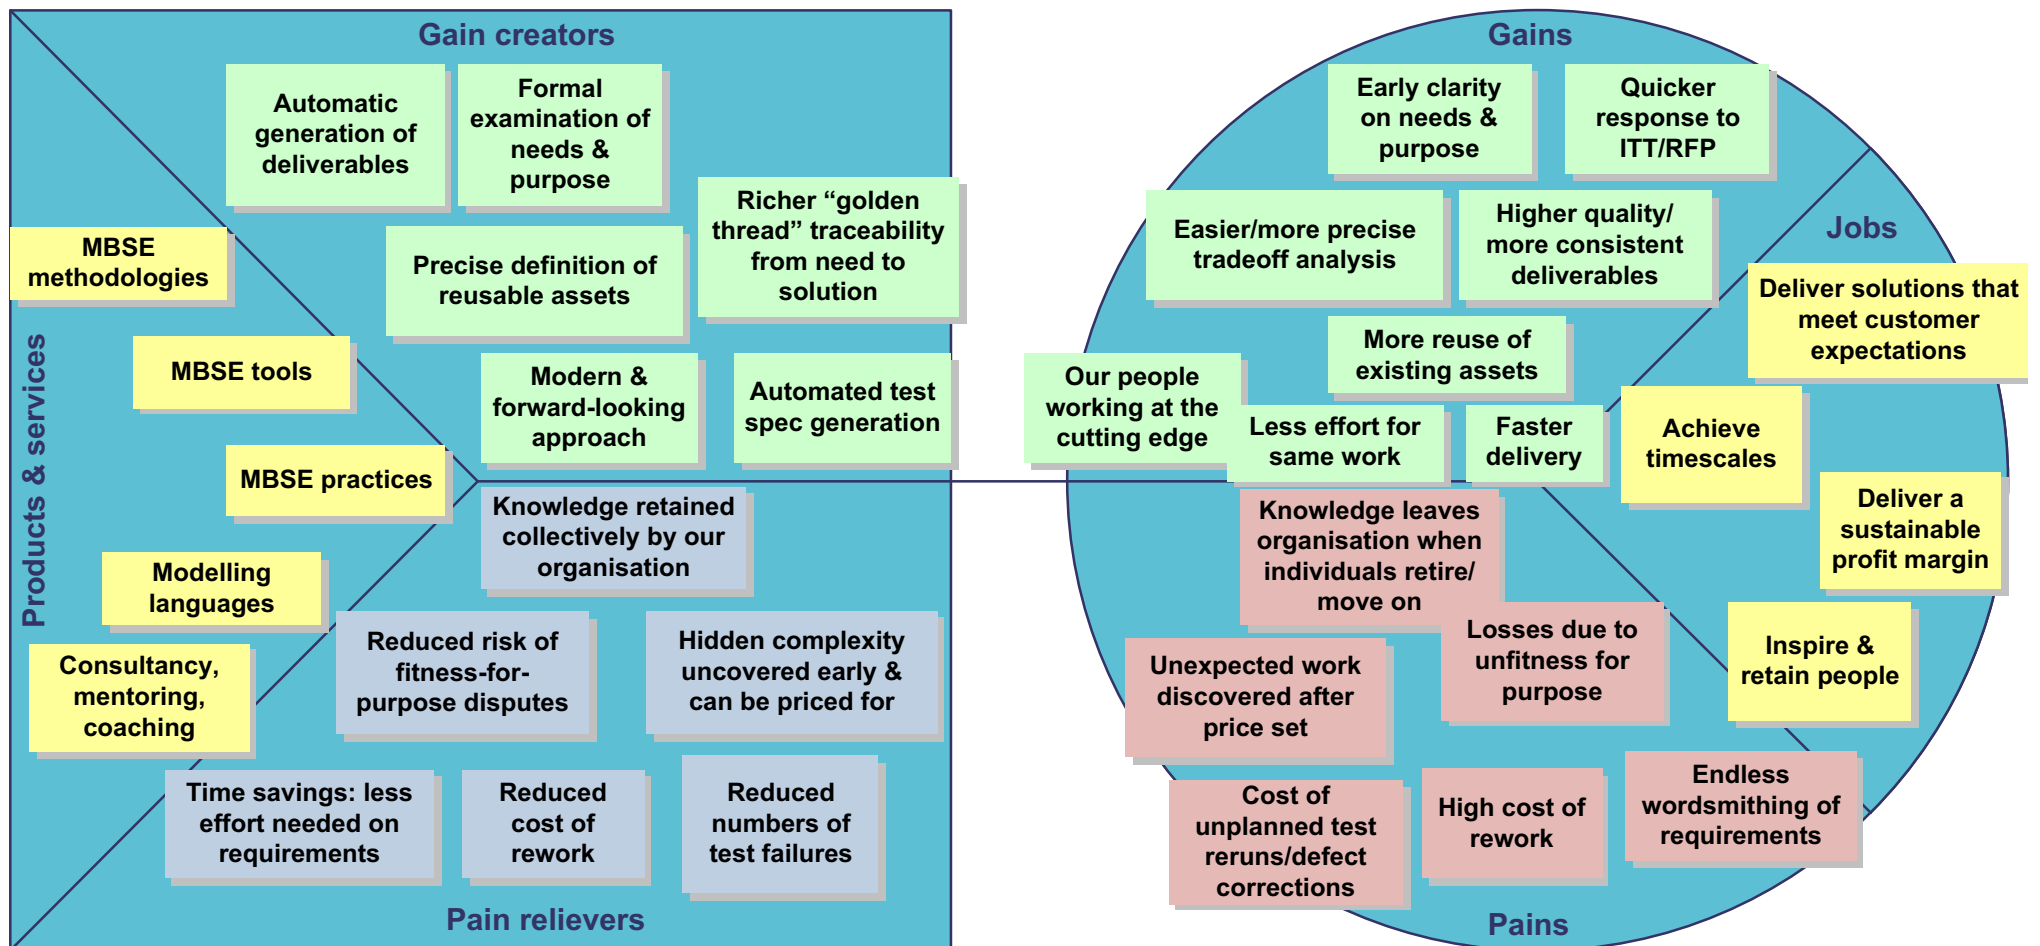 Gain creators
Automatic
generation of
deliverables
Formal
examination of
needs &
purpose
Richer “golden
thread” traceability
from need to
solution
Precise definition of
reusable assets
Modern &
forward-looking
approach
Automated test
spec generation
Products & services
MBSE
methodologies
MBSE tools
MBSE practices
Modelling
languages
Consultancy,
mentoring,
coaching
Knowledge retained
collectively by our
organisation
Reduced risk of
fitness-for-
purpose disputes
Hidden complexity
uncovered early &
can be priced for
Time savings: less
effort needed on
requirements
Reduced
cost of
rework
Reduced
numbers of
test failures
Pain relievers
Gains
Early clarity
on needs &
purpose
Quicker
response to
ITT/RFP
Easier/more precise
tradeoff analysis
Higher quality/
more consistent
deliverables
More reuse of
existing assets
Our people
working at the
cutting edge
Less effort for
same work
Faster
delivery
Jobs
Deliver solutions that
meet customer
expectations
Achieve
timescales
Deliver a
sustainable
profit margin
Inspire &
retain people
Knowledge leaves
organisation when
individuals retire/
move on
Losses due to
unfitness for
purpose
Unexpected work
discovered after
price set
Cost of
unplanned test
reruns/defect
corrections
High cost of
rework
Endless
wordsmithing of
requirements
Pains